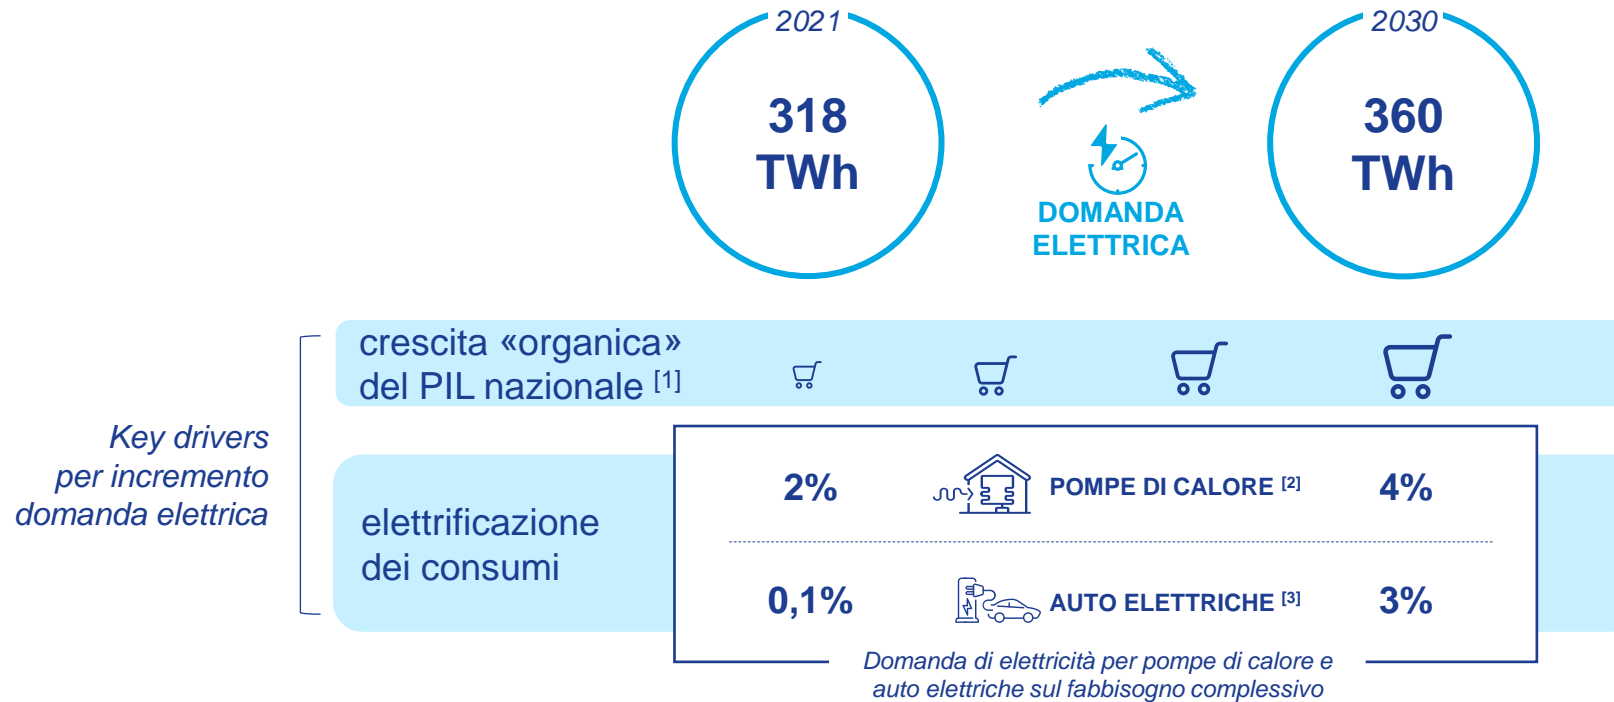 2021
318
TWh
DOMANDA
ELETTRICA
2030
360
TWh
Key drivers
per incremento
domanda elettrica
crescita «organica»
del PIL nazionale [1]
elettrificazione
dei consumi
2% POMPE DI CALORE [2] 4%
0,1% AUTO ELETTRICHE [3] 3%
Domanda di elettricità per pompe di calore e
auto elettriche sul fabbisogno complessivo